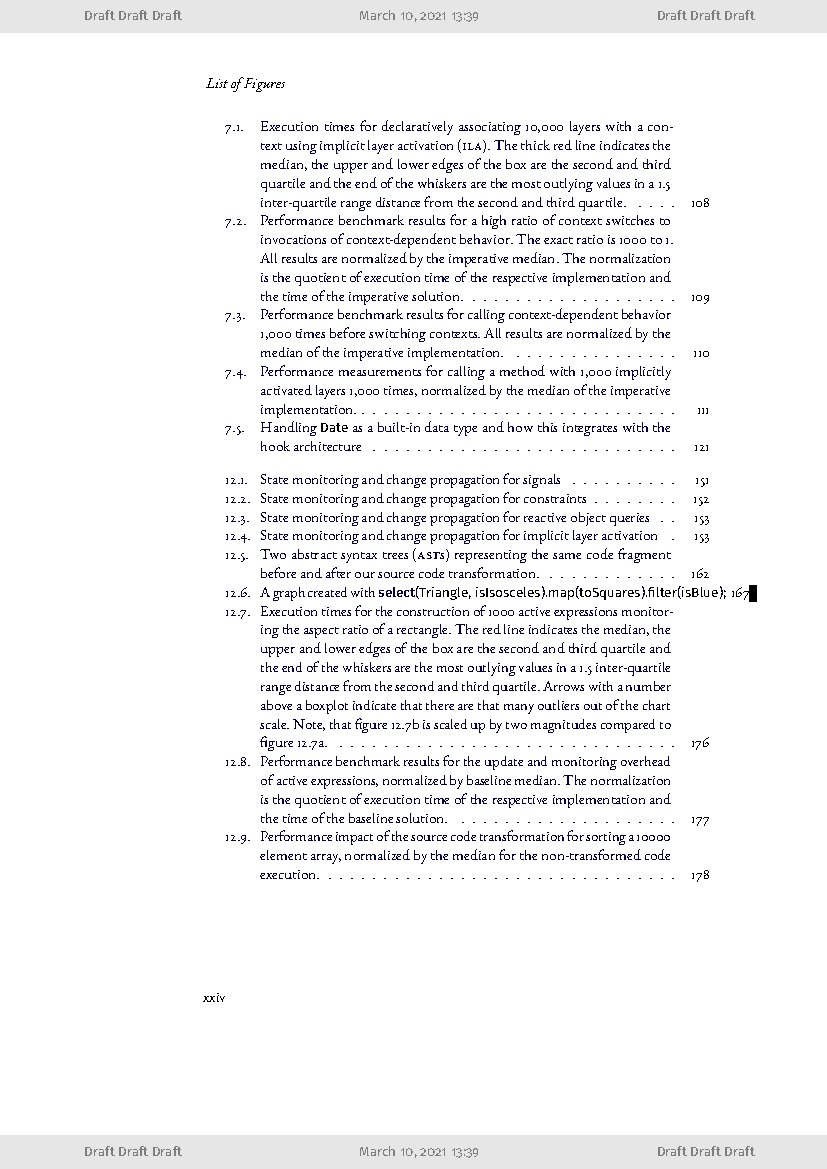 Draft Draft Draft March 10, 2021 13:39 Draft Draft Draft
List of Figures
7.1. Execution times for declaratively associating 10,000 layers with a con-
text using implicit layer activation (ILA). The thick red line indicates the
median, the upper and lower edges of the box are the second and third
quartile and the end of the whiskers are the most outlying values in a 1.5
inter-quartile range distance from the second and third quartile. . . . . . 108
7.2. Performance benchmark results for a high ratio of context switches to
invocations of context-dependent behavior. The exact ratio is 1000 to 1.
All results are normalized by the imperative median. The normalization
is the quotient of execution time of the respective implementation and
the time of the imperative solution. . . . . . . . . . . . . . . . . . . . 109
7.3. Performance benchmark results for calling context-dependent behavior
1,000 times before switching contexts. All results are normalized by the
median of the imperative implementation. . . . . . . . . . . . . . . . 110
7.4. Performance measurements for calling a method with 1,000 implicitly
activated layers 1,000 times, normalized by the median of the imperative
implementation. . . . . . . . . . . . . . . . . . . . . . . . . . . . . . 111
7.5. Handling Date as a built-in data type and how this integrates with the
hook architecture . . . . . . . . . . . . . . . . . . . . . . . . . . . . 121
12.1. State monitoring and change propagation for signals . . . . . . . . . . 151
12.2. State monitoring and change propagation for constraints . . . . . . . . 152
12.3. State monitoring and change propagation for reactive object queries . . 153
12.4. State monitoring and change propagation for implicit layer activation . 153
12.5. Two abstract syntax trees (ASTs) representing the same code fragment
before and after our source code transformation. . . . . . . . . . . . . 162
12.6. A graph created with select(Triangle, isIsosceles).map(toSquares).filter(isBlue); 167
12.7. Execution times for the construction of 1000 active expressions monitor-
ing the aspect ratio of a rectangle. The red line indicates the median, the
upper and lower edges of the box are the second and third quartile and
the end of the whiskers are the most outlying values in a 1.5 inter-quartile
range distance from the second and third quartile. Arrows with a number
above a boxplot indicate that there are that many outliers out of the chart
scale. Note, that figure 12.7b is scaled up by two magnitudes compared to
figure 12.7a. . . . . . . . . . . . . . . . . . . . . . . . . . . . . . . . 176
12.8. Performance benchmark results for the update and monitoring overhead
of active expressions, normalized by baseline median. The normalization
is the quotient of execution time of the respective implementation and
the time of the baseline solution. . . . . . . . . . . . . . . . . . . . . 177
12.9. Performance impact of the source code transformation for sorting a 10000
element array, normalized by the median for the non-transformed code
execution. . . . . . . . . . . . . . . . . . . . . . . . . . . . . . . . . 178
xxiv
Draft Draft Draft March 10, 2021 13:39 Draft Draft Draft